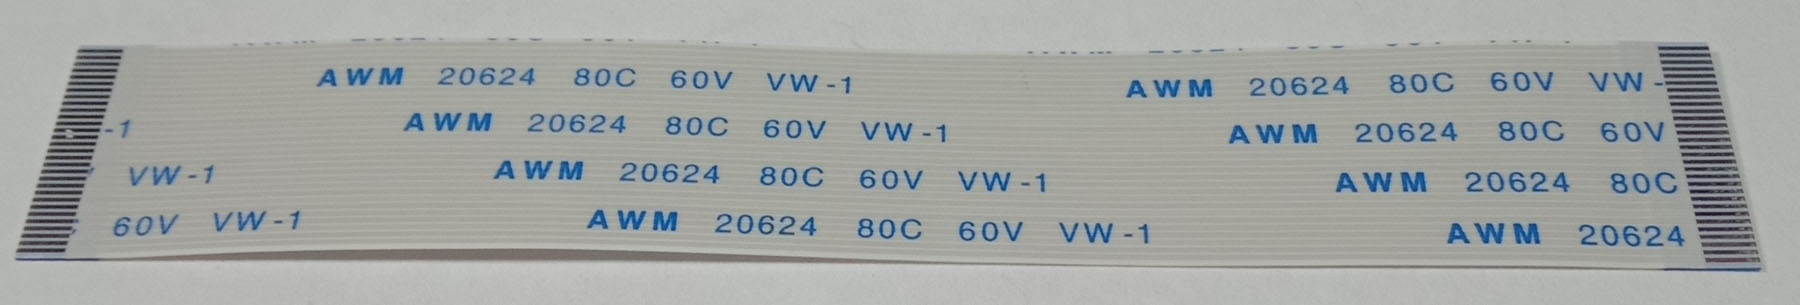 AWM 20624 80C 60V VW-1 AWM 20624 80C 60V VW-
-1 AWM 20624 80C 60V VW-1 AWM 20624 80C 60V
VW-1 AWM 20624 80C 60V VW-1 AWM 20624 80C
60V VW-1 AWM 20624 80C 60V VW-1 AWM 20624